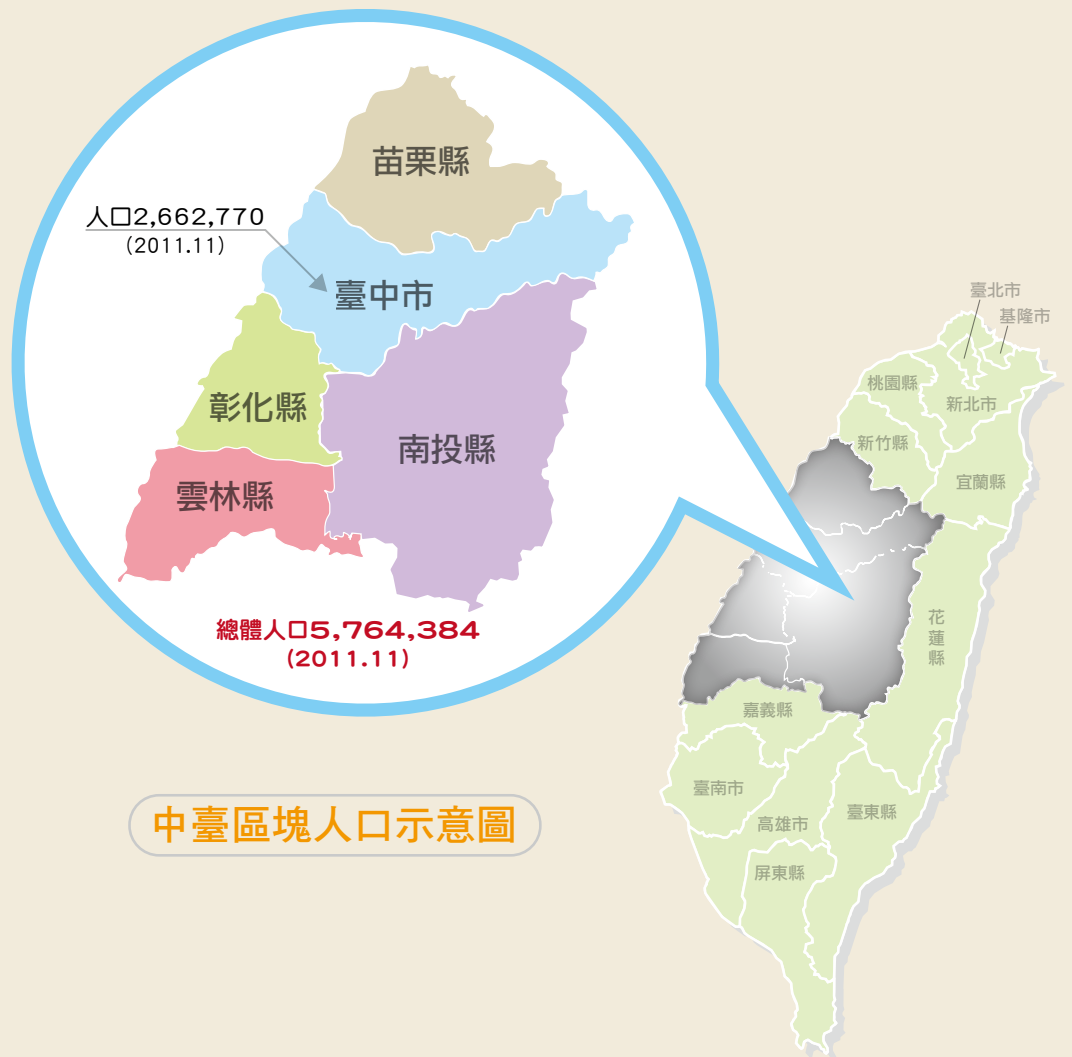 苗栗縣
人口2,662,770
(2011.11)
臺中市
彰化縣
南投縣
雲林縣
總體人口5,764,384
(2011.11)
中臺區塊人口示意圖
臺北市
基隆市
桃園縣
新北市
新竹縣
宜蘭縣
花蓮縣
嘉義縣
臺南市
高雄市
臺東縣
屏東縣